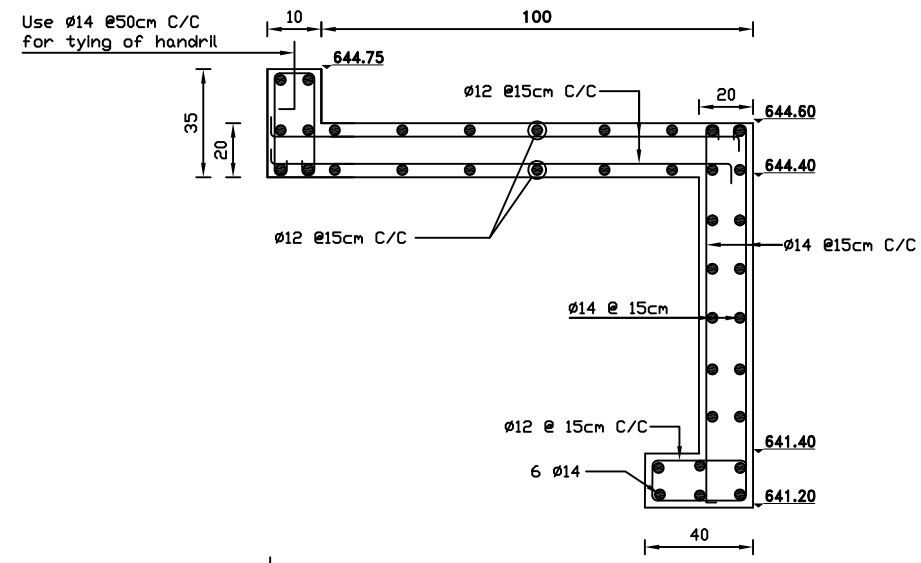 Use Ø14 @50cm C/C
for tying of handril
10
100
644.75
Ø12 @15cm C/C
20
644.60
35
20
644.40
Ø12 @15cm C/C
Ø14 @15cm C/C
Ø14 @ 15cm
Ø12 @ 15cm C/C
641.40
6 Ø14
641.20
40